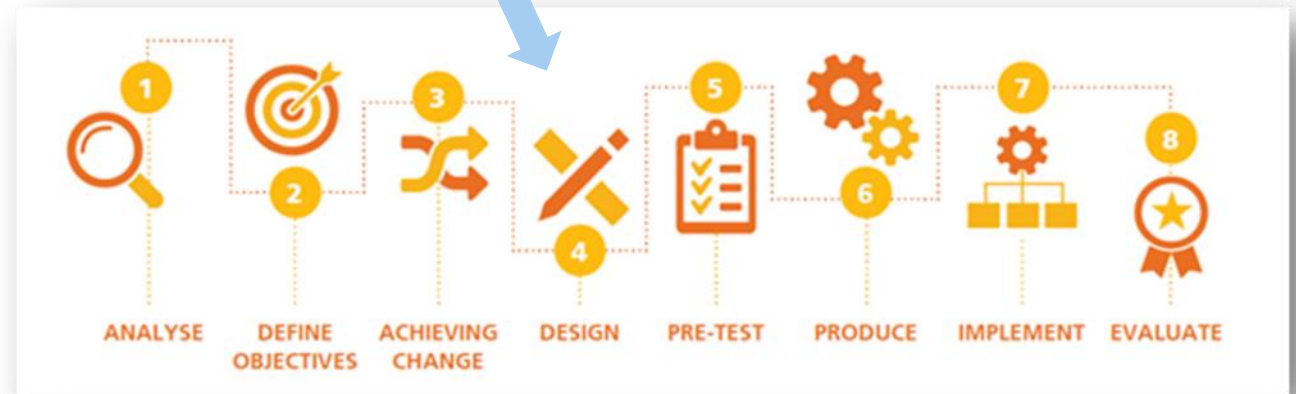 1
2
3
4
5
6
7
8
ANALYSE
DEFINE
OBJECTIVES
ACHIEVING
CHANGE
DESIGN
PRE-TEST
PRODUCE
IMPLEMENT
EVALUATE